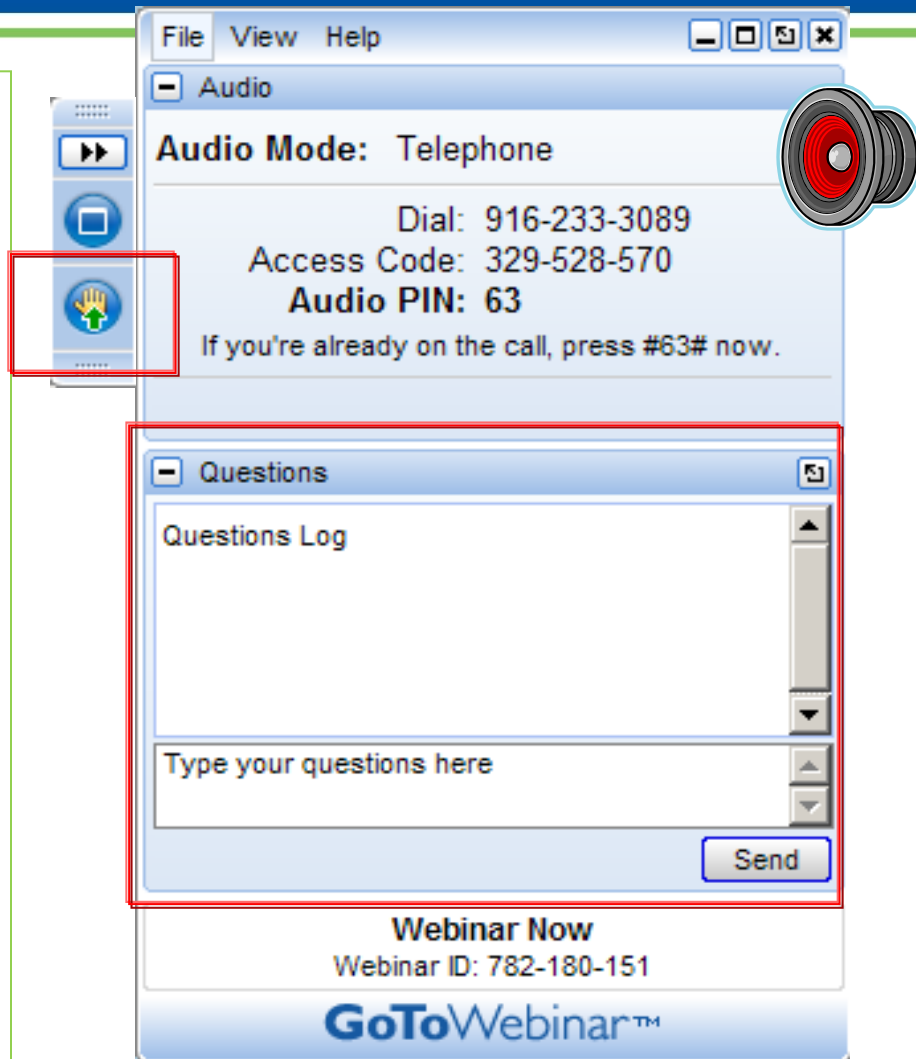 File View Help
Audio
Audio Mode: Telephone
Dial: 916-233-3089
Access Code: 329-528-570
Audio PIN: 63
If you're already on the call, press #63# now.
Questions
Questions Log
Type your questions here
Send
Webinar Now
Webinar ID: 782-180-151
GoToWebinar™